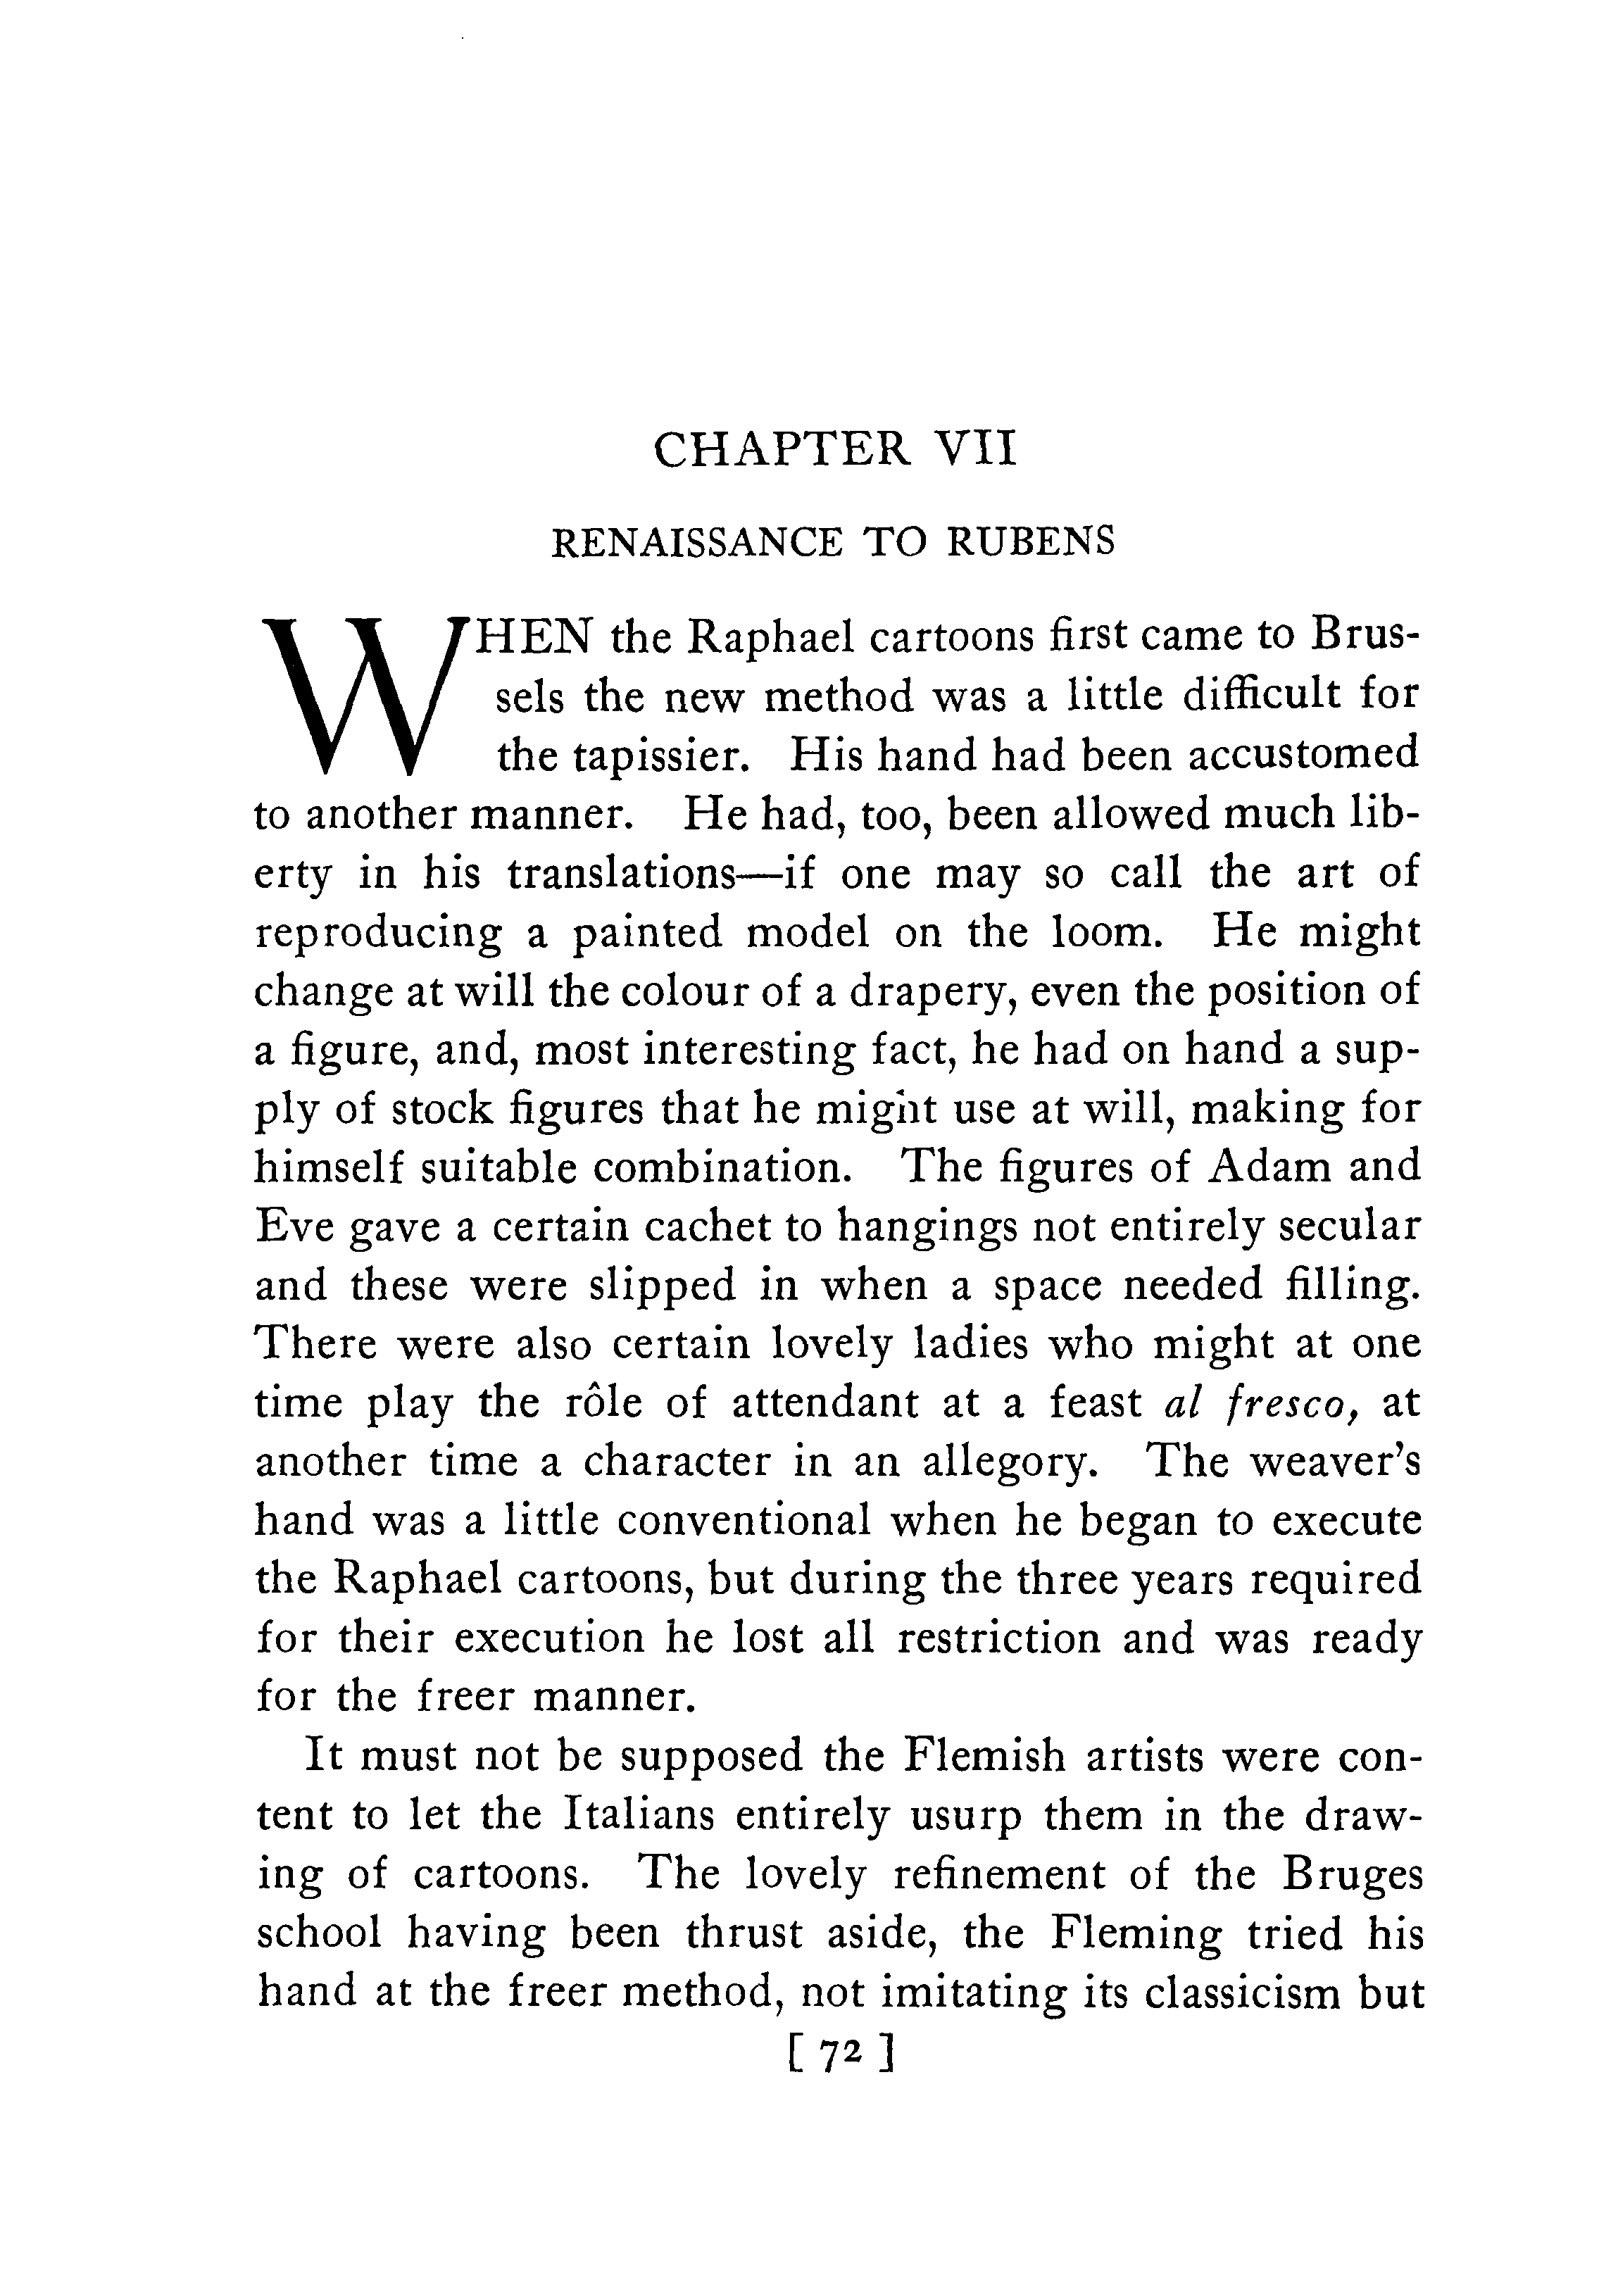 CHAPTER VII
RENAISSANCE TO RUBENS
WHEN the Raphael cartoons first came to Brus-
sels the new method was a little difficult for
the tapissier. His hand had been accustomed
to another manner. He had, too, been allowed much lib-
erty in his translations—if one may so call the art of
reproducing a painted model on the loom. He might
change at will the colour of a drapery, even the position of
a figure, and, most interesting fact, he had on hand a sup-
ply of stock figures that he might use at will, making for
himself suitable combination. The figures of Adam and
Eve gave a certain cachet to hangings not entirely secular
and these were slipped in when a space needed filling.
There were also certain lovely ladies who might at one
time play the rôle of attendant at a feast al fresco, at
another time a character in an allegory. The weaver's
hand was a little conventional when he began to execute
the Raphael cartoons, but during the three years required
for their execution he lost all restriction and was ready
for the freer manner.
It must not be supposed the Flemish artists were con-
tent to let the Italians entirely usurp them in the draw-
ing of cartoons. The lovely refinement of the Bruges
school having been thrust aside, the Fleming tried his
hand at the freer method, not imitating its classicism but
[ 72 ]